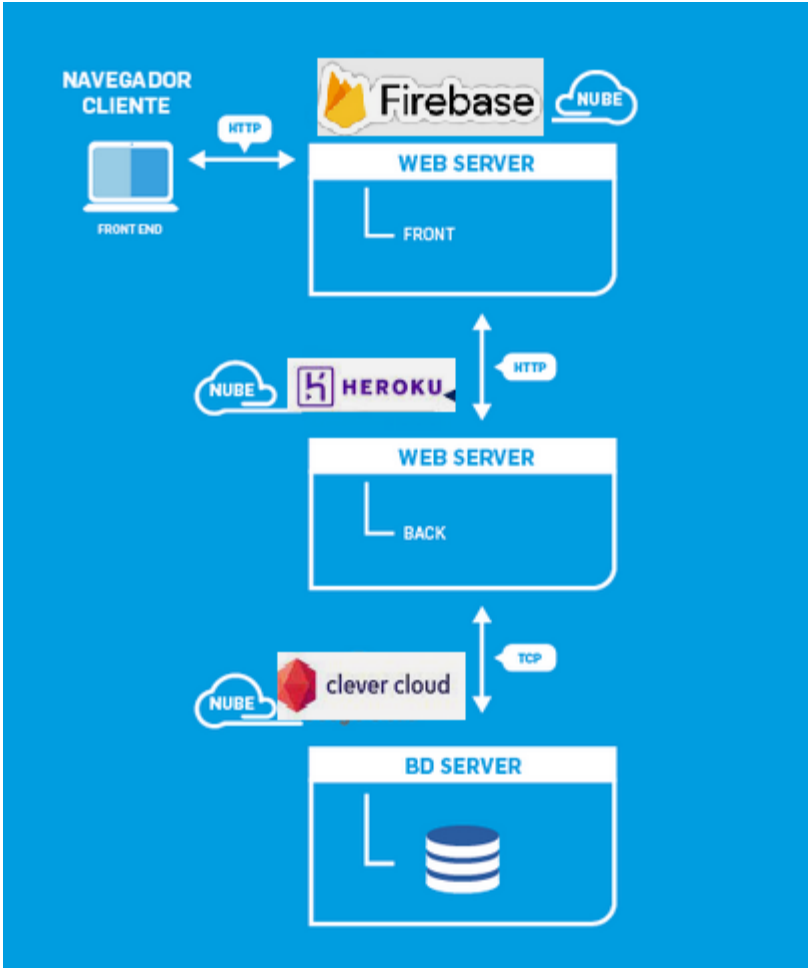 NAVEGADOR
CLIENTE
HTTP
FRONT END
Firebase
NUBE
WEB SERVER
FRONT
HTTP
NUBE
HEROKU
WEB SERVER
BACK
TCP
NUBE
clever cloud
BD SERVER